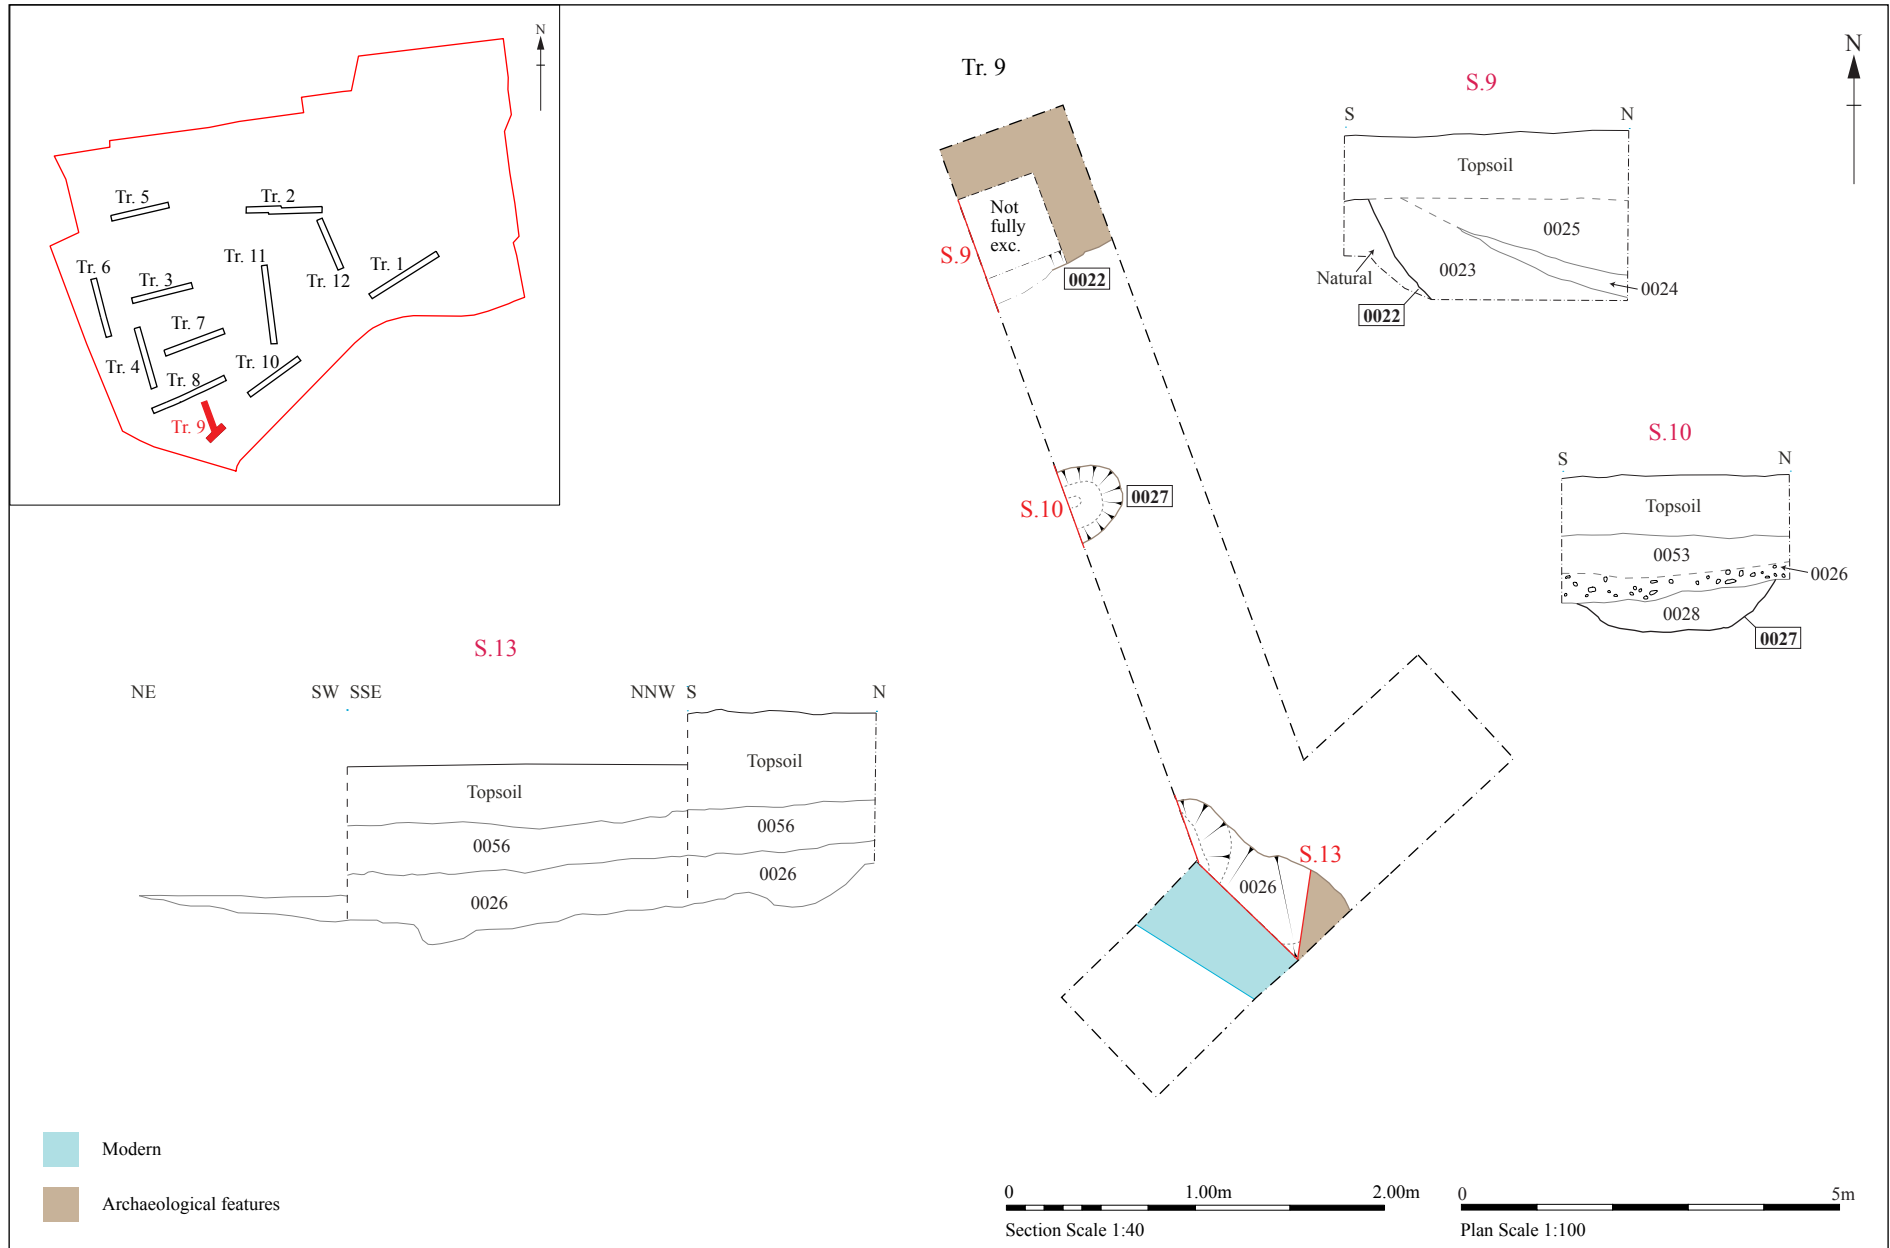 N
Tr. 5
Tr. 2
Tr. 11
Tr. 12
Tr. 1
Tr. 6
Tr. 3
Tr. 7
Tr. 4
Tr. 10
Tr. 8
Tr. 9
Tr. 9
Not
fully
exc.
S.9
0022
S.10
0027
S.13
0026
N
S.9
S N
Topsoil
0025
0023
Natural
0024
0022
S.10
S N
Topsoil
0053
0026
0028
0027
S.13
NE SW SSE NNW S N
Topsoil
Topsoil
0056
0056
0026
0026
Modern
Archaeological features
0 1.00m 2.00m
Section Scale 1:40
0 5m
Plan Scale 1:100